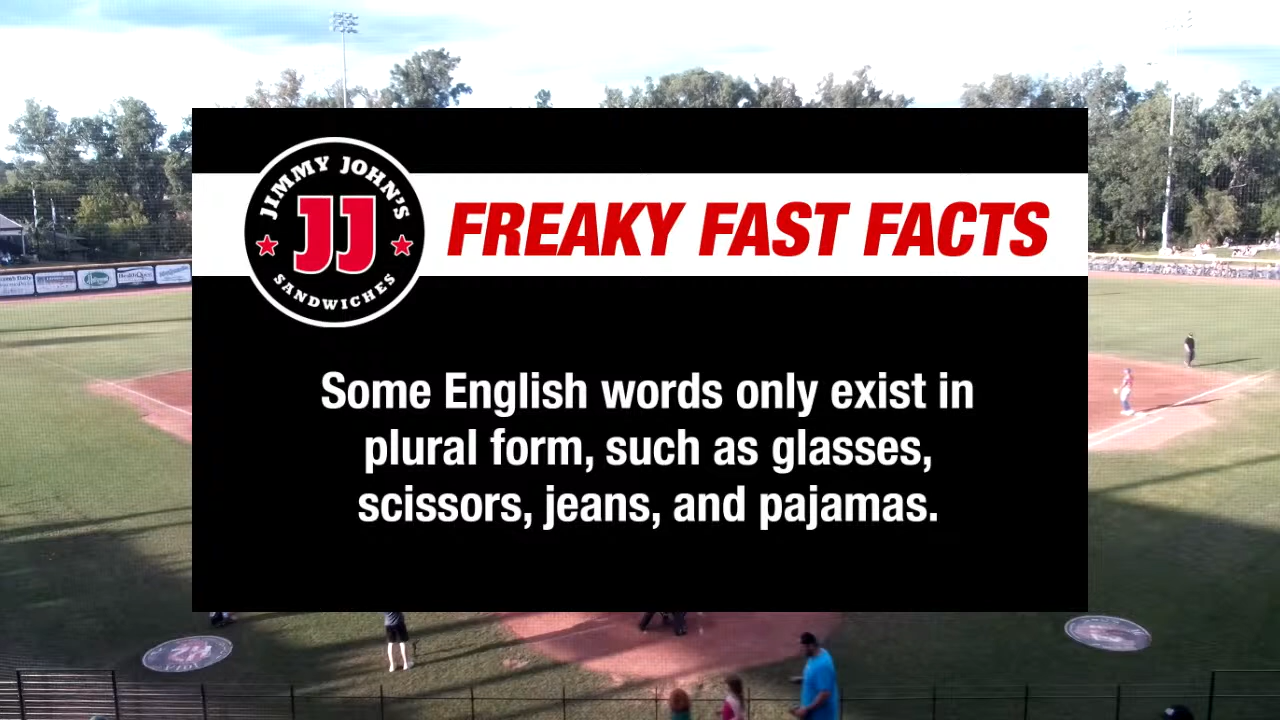 JIMMY JOHN'S
JJ
SANDWICHES
FREAKY FAST FACTS
Some English words only exist in
plural form, such as glasses,
scissors, jeans, and pajamas.